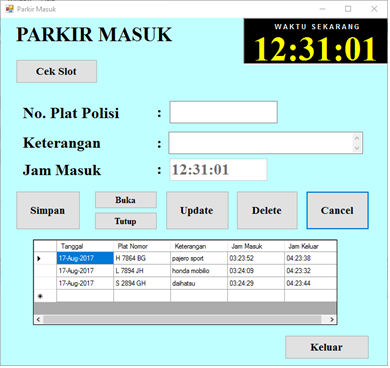 Parkir Masuk
PARKIR MASUK
WAKTU SEKARANG
12:31:01
Cek Slot
No. Plat Polisi :
Keterangan :
Jam Masuk : 12:31:01
Simpan Buka Tutup Update Delete Cancel
Tanggal Plat Nomor Keterangan Jam Masuk Jam Keluar
17-Aug-2017 H 7864 BG pajero sport 03:23:52 04:23:38
17-Aug-2017 L 7894 JH honda mobilio 03:24:09 04:23:32
17-Aug-2017 S 2894 GH daihatsu 03:24:29 04:23:44
Keluar